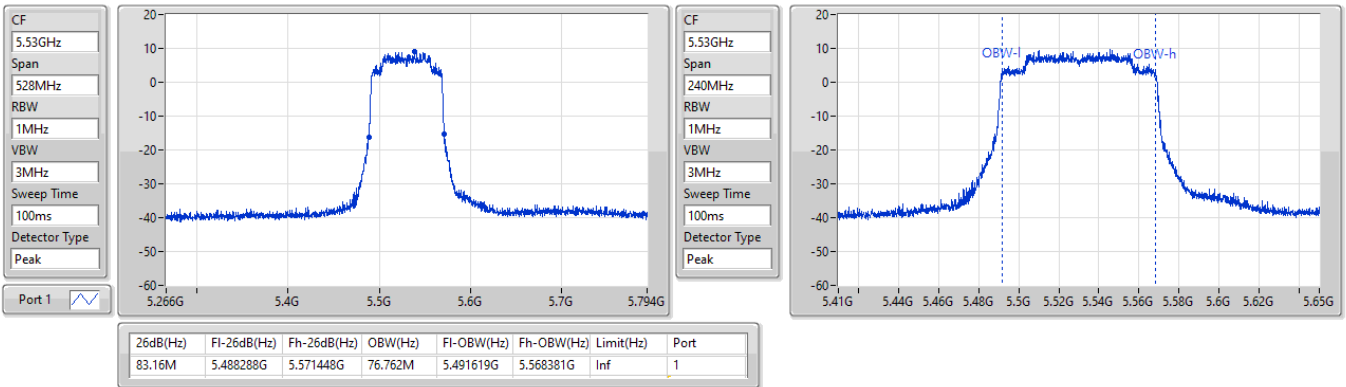 CF
5.53GHz
Span
528MHz
RBW
1MHz
VBW
3MHz
Sweep Time
100ms
Detector Type
Peak
Port 1
20
10
0
-10
-20
-30
-40
-50
-60
5.266G 5.4G 5.5G 5.6G 5.7G 5.794G
CF
5.53GHz
Span
240MHz
RBW
1MHz
VBW
3MHz
Sweep Time
100ms
Detector Type
Peak
20
10
0
-10
-20
-30
-40
-50
-60
OBW-l OBW-h
5.41G 5.44G 5.46G 5.48G 5.5G 5.52G 5.54G 5.56G 5.58G 5.6G 5.62G 5.65G
26dB(Hz) Fl-26dB(Hz) Fh-26dB(Hz) OBW(Hz) Fl-OBW(Hz) Fh-OBW(Hz) Limit(Hz) Port
83.16M 5.488288G 5.571448G 76.762M 5.491619G 5.568381G Inf 1